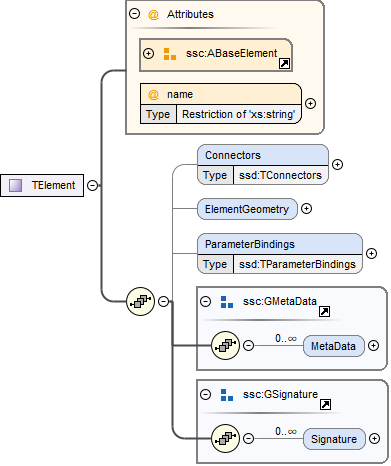 Attributes
ssc:ABaseElement
name
Type Restriction of 'xs:string'
TElement
Connectors
Type ssd:TConnectors
ElementGeometry
ParameterBindings
Type ssd:TParameterBindings
ssc:GMetaData
0..∞
MetaData
ssc:GSignature
0..∞
Signature